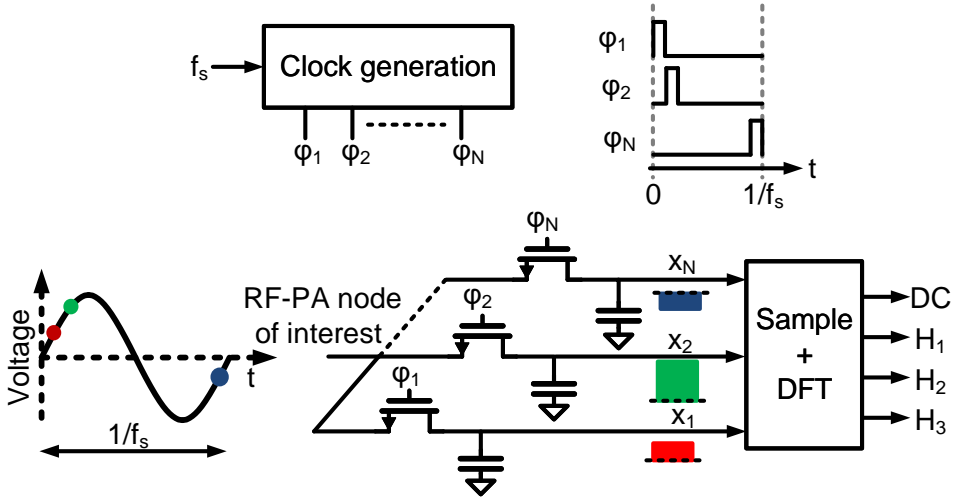 fₛ
Clock generation
φ₁ φ₂ φN
φ₁
φ₂
φN
t
0 1/fₛ
Voltage
t
1/fₛ
RF-PA node
of interest
φN
φ₂
φ₁
xN
x₂
x₁
Sample
+
DFT
DC
H₁
H₂
H₃